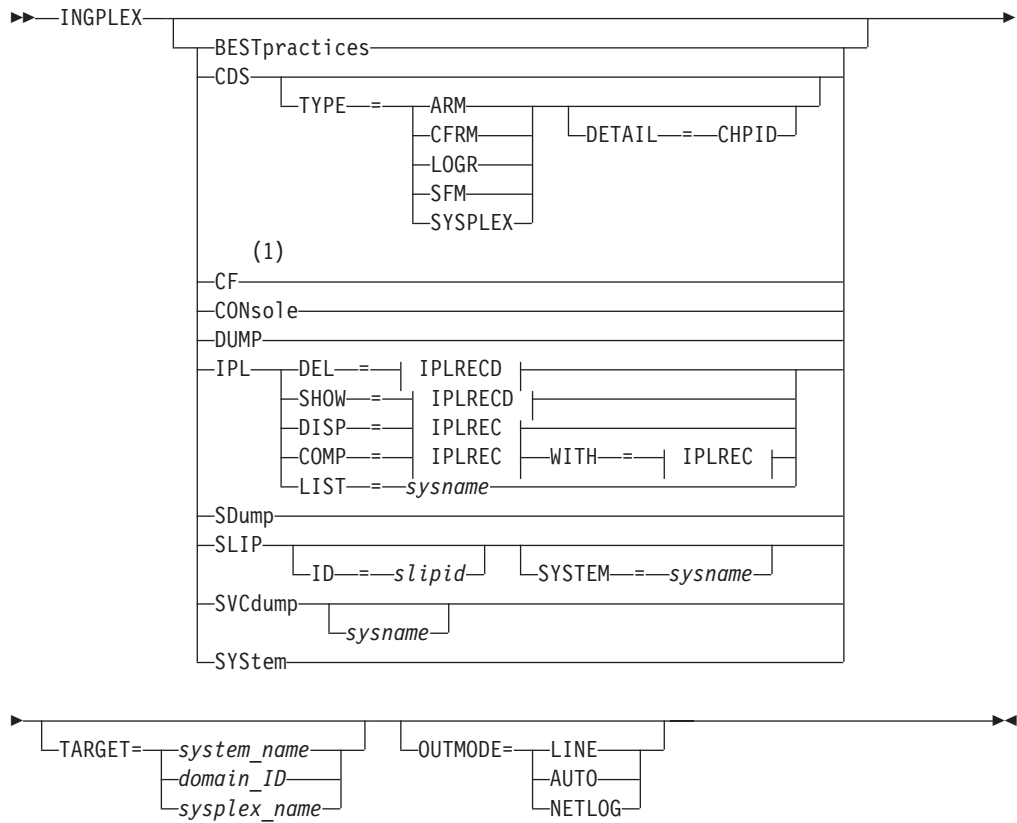 INGPLEX
BESTpractices
CDS
TYPE = ARM
CFRM DETAIL = CHPID
LOGR
SFM
SYSPLEX
(1)
CF
CONsole
DUMP
IPL DEL = IPLRECD
SHOW = IPLRECD
DISP = IPLREC
COMP = IPLREC WITH = IPLREC
LIST = sysname
SDump
SLIP
ID = slipid SYSTEM = sysname
SVCdump
sysname
SYStem
TARGET= system_name OUTMODE= LINE
domain_ID AUTO
sysplex_name NETLOG